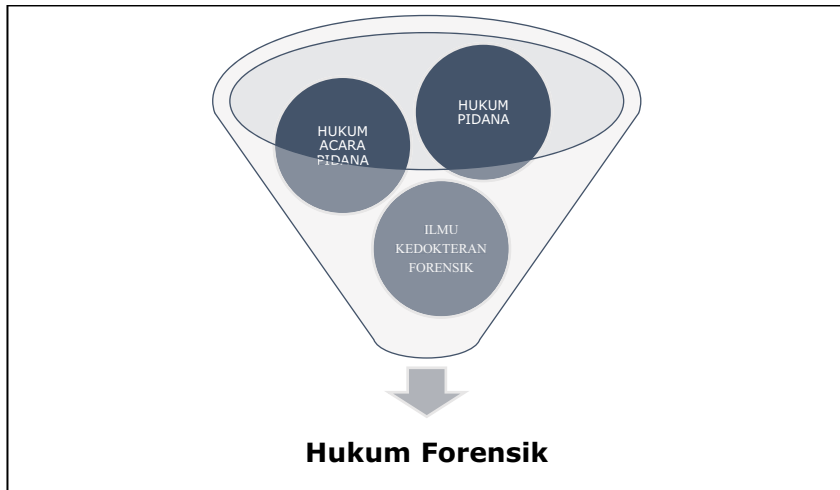 HUKUM
ACARA
PIDANA
HUKUM
PIDANA
ILMU
KEDOKTERAN
FORENSIK
Hukum Forensik